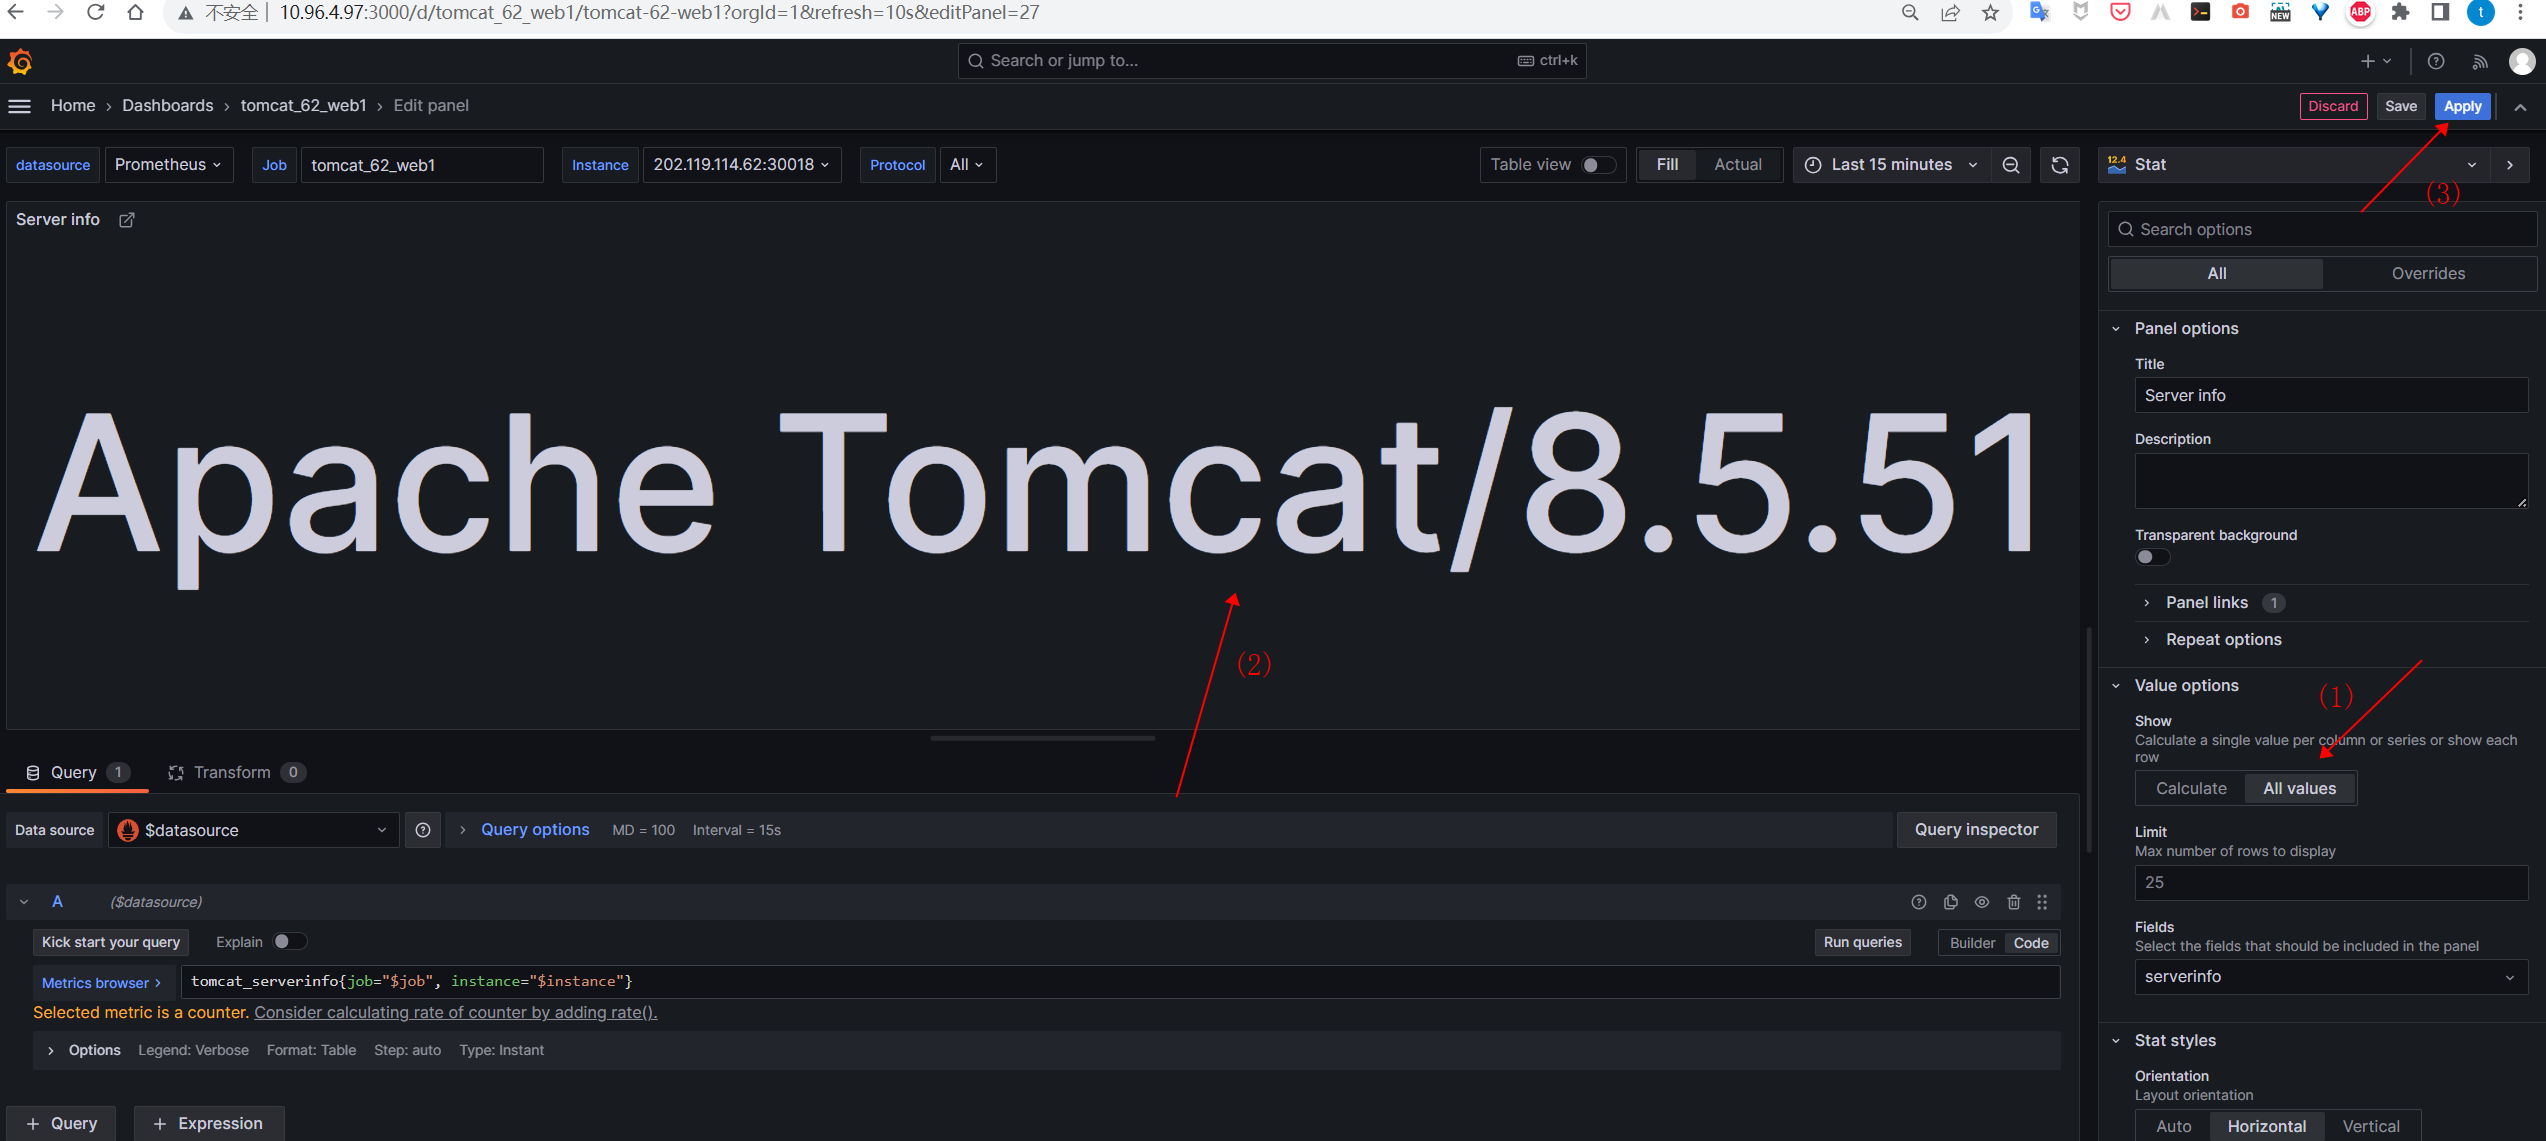 不安全 10.96.4.97:3000/d/tomcat_62_web1/tomcat-62-web1?orgId=1&refresh=10s&editPanel=27
NEW
ABP
t
Search or jump to... ctrl+k
Home > Dashboards > tomcat_62_web1 > Edit panel
Discard Save Apply
datasource Prometheus Job tomcat_62_web1 Instance 202.119.114.62:30018 Protocol All
Table view Fill Actual Last 15 minutes
12.4 Stat
(3)
Server info
Search options
All Overrides
Panel options
Title
Server info
Description
Transparent background
Panel links 1
Repeat options
Apache Tomcat/8.5.51
(2)
Value options
(1)
Show
Calculate a single value per column or series or show each
row
Calculate All values
Limit
Max number of rows to display
25
Fields
Select the fields that should be included in the panel
serverinfo
Stat styles
Orientation
Layout orientation
Auto Horizontal Vertical
Query 1 Transform 0
Data source $datasource Query options MD = 100 Interval = 15s Query inspector
A ($datasource)
Kick start your query Explain Run queries Builder Code
Metrics browser > tomcat_serverinfo{job="$job", instance="$instance"}
Selected metric is a counter. Consider calculating rate of counter by adding rate().
Options Legend: Verbose Format: Table Step: auto Type: Instant
+ Query + Expression